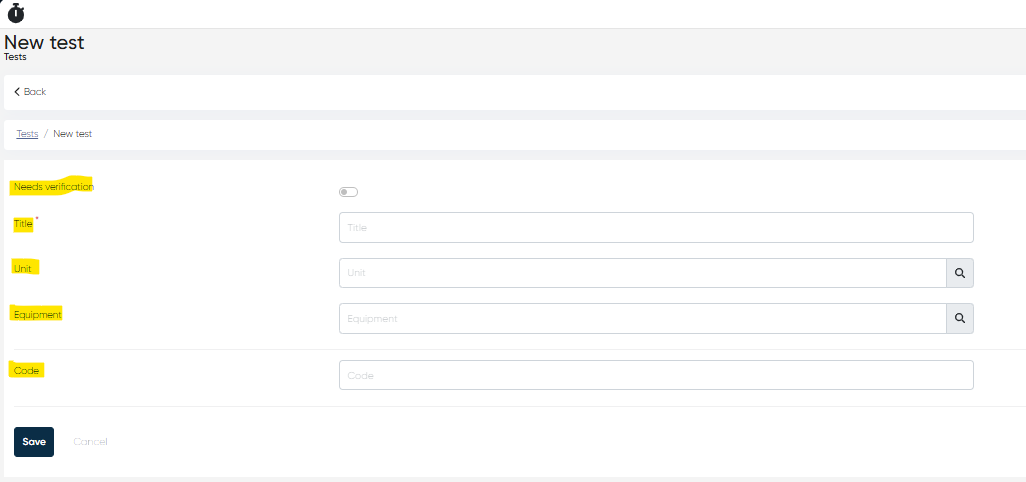 New test
Tests
Back
Tests / New test
Needs verification
Title *
Title
Unit
Unit
Equipment
Equipment
Code
Code
Save Cancel